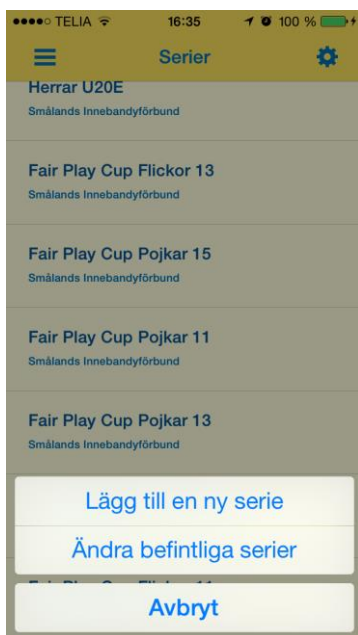 TELIA 16:35 100 %
Serier
Herrar U20E
Smålands Innebandyförbund
Fair Play Cup Flickor 13
Smålands Innebandyförbund
Fair Play Cup Pojkar 15
Smålands Innebandyförbund
Fair Play Cup Pojkar 11
Smålands Innebandyförbund
Fair Play Cup Pojkar 13
Smålands Innebandyförbund
Lägg till en ny serie
Ändra befintliga serier
Avbryt